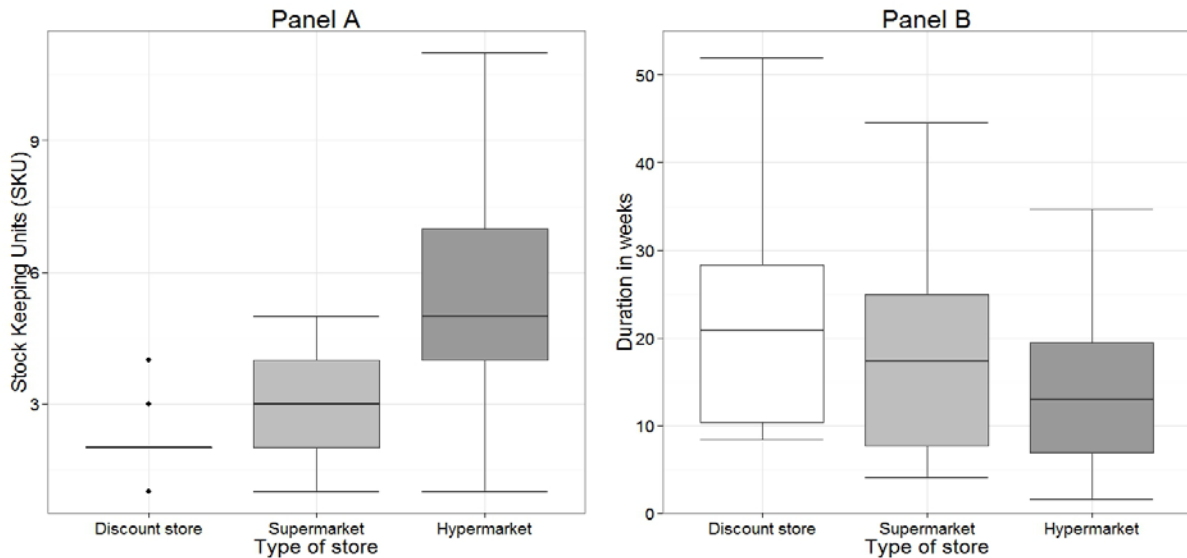 Panel A
Stock Keeping Units (SKU)
9
6
3
Discount store
Supermarket
Hypermarket
Type of store
Panel B
Duration in weeks
50
40
30
20
10
0
Discount store
Supermarket
Hypermarket
Type of store